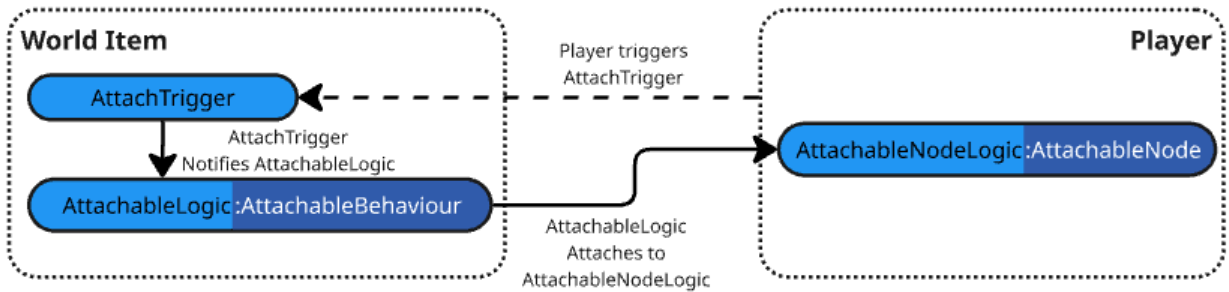 World Item
Player
Player triggers
AttachTrigger
AttachTrigger
AttachTrigger
Notifies AttachableLogic
AttachableNodeLogic:AttachableNode
AttachableLogic:AttachableBehaviour
AttachableLogic
Attaches to
AttachableNodeLogic